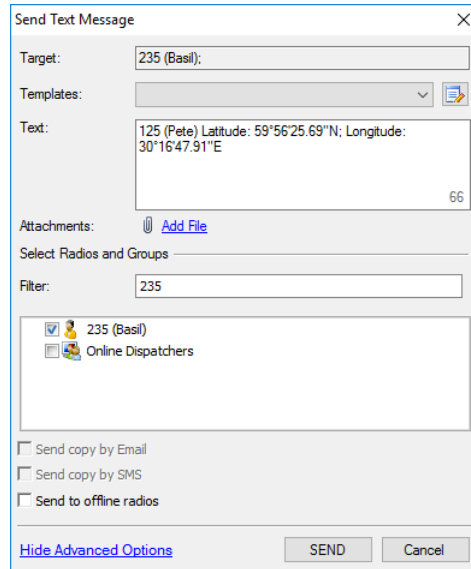 Send Text Message
Target: 235 (Basil);
Templates:
Text: 125 (Pete) Latitude: 59°56'25.69"N; Longitude:
30°16'47.91"E
66
Attachments: Add File
Select Radios and Groups
Filter: 235
235 (Basil)
Online Dispatchers
Send copy by Email
Send copy by SMS
Send to offline radios
Hide Advanced Options SEND Cancel